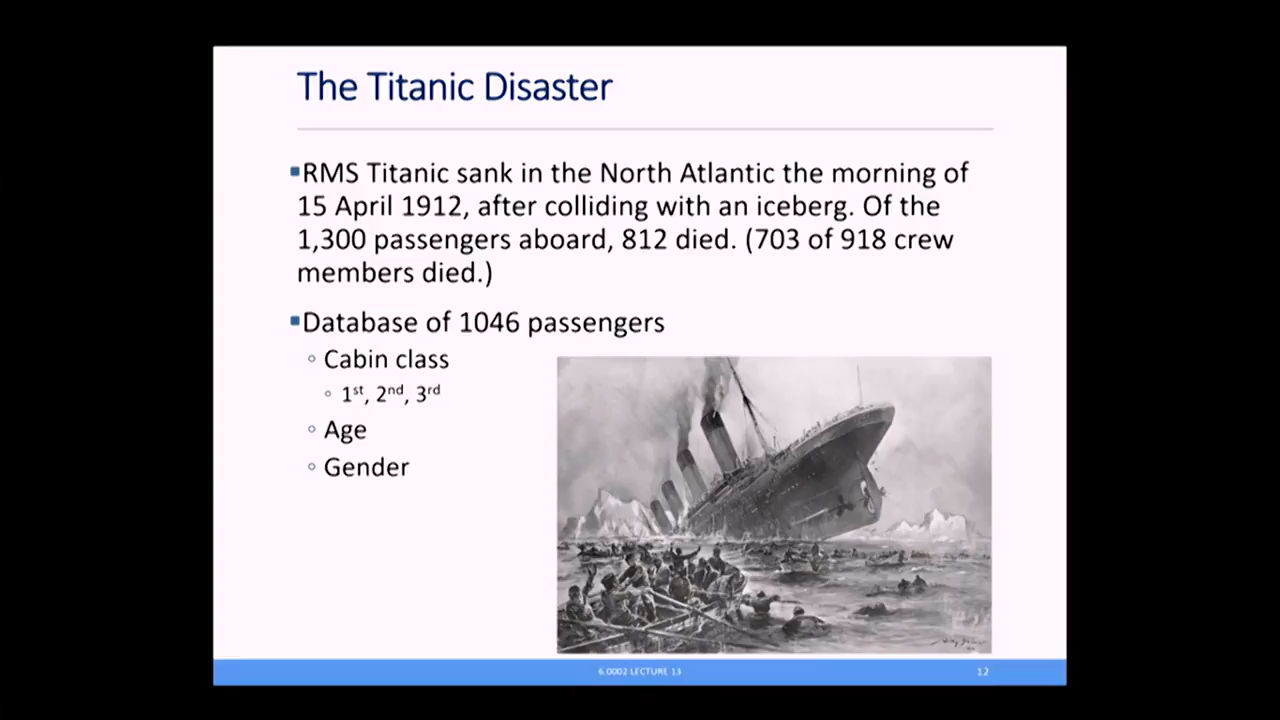 The Titanic Disaster
▪RMS Titanic sank in the North Atlantic the morning of
15 April 1912, after colliding with an iceberg. Of the
1,300 passengers aboard, 812 died. (703 of 918 crew
members died.)
▪Database of 1046 passengers
◦ Cabin class
◦ 1st, 2nd, 3rd
◦ Age
◦ Gender
6.0002 LECTURE 13
12